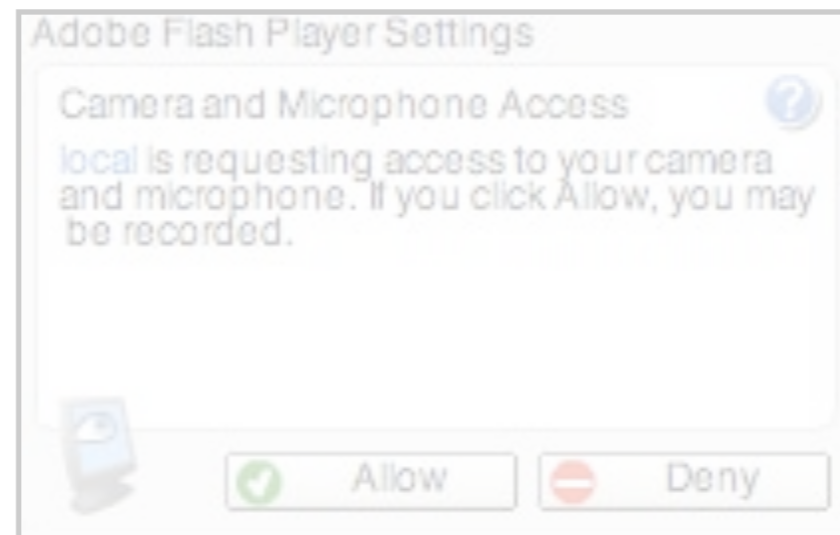 Adobe Flash Player Settings
Camera and Microphone Access
local is requesting access to your camera
and microphone. If you click Allow, you may
be recorded.
Allow
Deny